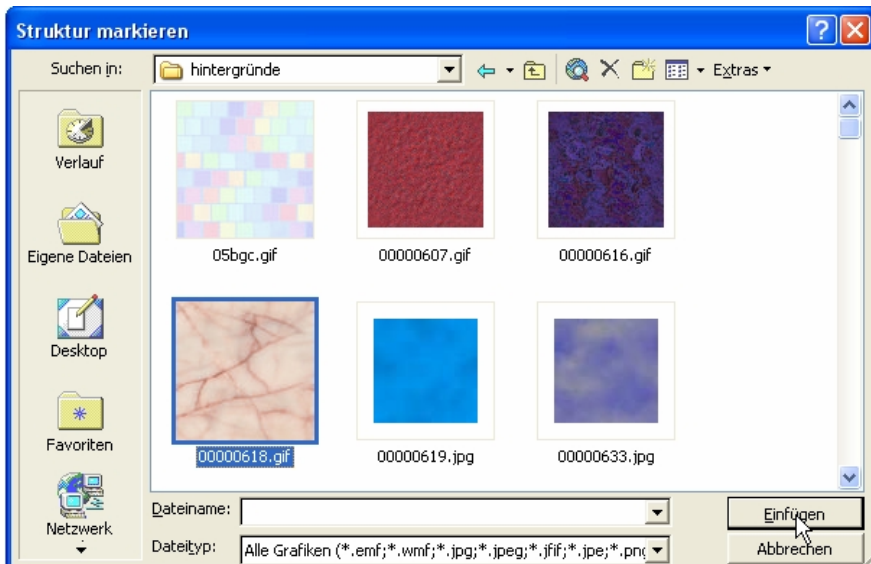 Struktur markieren
Suchen in: hintergründe Extras
Verlauf
Eigene Dateien
Desktop
Favoriten
Netzwerk
05bgc.gif 00000607.gif 00000616.gif
00000618.gif 00000619.jpg 00000633.jpg
Dateiname: Einfügen
Dateityp: Alle Grafiken (*.emf;*.wmf;*.jpg;*.jpeg;*.jfif;*.jpe;*.png Abbrechen